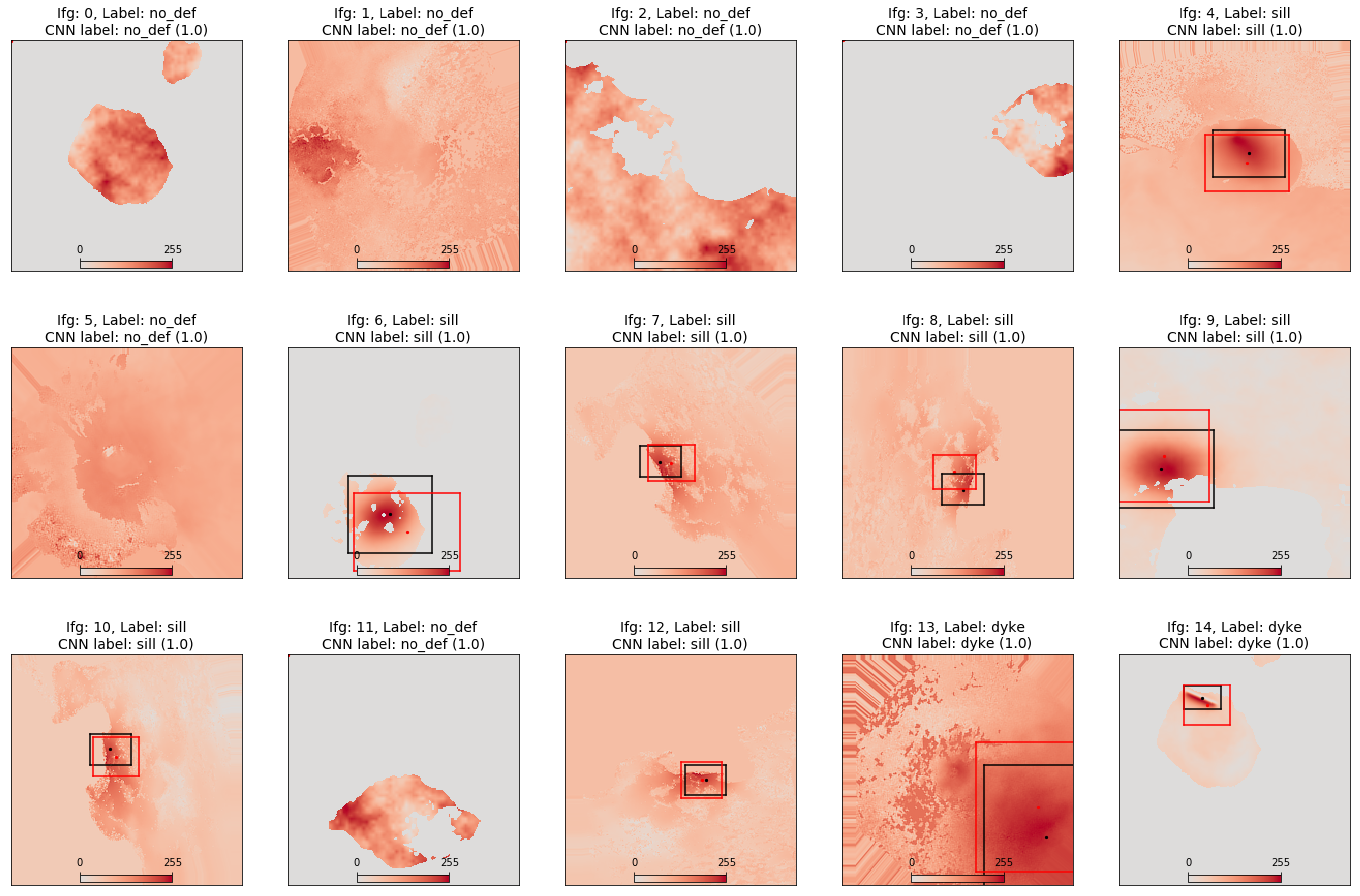 Ifg: 0, Label: no_def
CNN label: no_def (1.0)
Ifg: 1, Label: no_def
CNN label: no_def (1.0)
Ifg: 2, Label: no_def
CNN label: no_def (1.0)
Ifg: 3, Label: no_def
CNN label: no_def (1.0)
Ifg: 4, Label: sill
CNN label: sill (1.0)
0 255
0 255
0 255
0 255
0 255
Ifg: 5, Label: no_def
CNN label: no_def (1.0)
Ifg: 6, Label: sill
CNN label: sill (1.0)
Ifg: 7, Label: sill
CNN label: sill (1.0)
Ifg: 8, Label: sill
CNN label: sill (1.0)
Ifg: 9, Label: sill
CNN label: sill (1.0)
0 255
0 255
0 255
0 255
0 255
Ifg: 10, Label: sill
CNN label: sill (1.0)
Ifg: 11, Label: no_def
CNN label: no_def (1.0)
Ifg: 12, Label: sill
CNN label: sill (1.0)
Ifg: 13, Label: dyke
CNN label: dyke (1.0)
Ifg: 14, Label: dyke
CNN label: dyke (1.0)
0 255
0 255
0 255
0 255
0 255